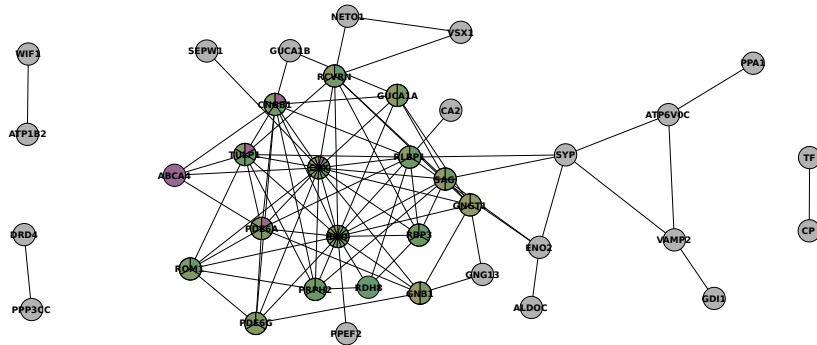 NETO1
VSX1
WIF1
SEPW1
GUCA1B
PPA1
RCVRN
GUCA1A
CNGB1
CA2
ATP6V0C
ATP1B2
TULP1
RLBP1
SYP
TF
ABCA4
SAG
GNGT1
PDE6A
DRD4
RBP3
CP
VAMP2
ENO2
ROM1
GNG13
PRPH2
RDH8
GNB1
GDI1
PPP3CC
ALDOC
PDE6G
PPEF2